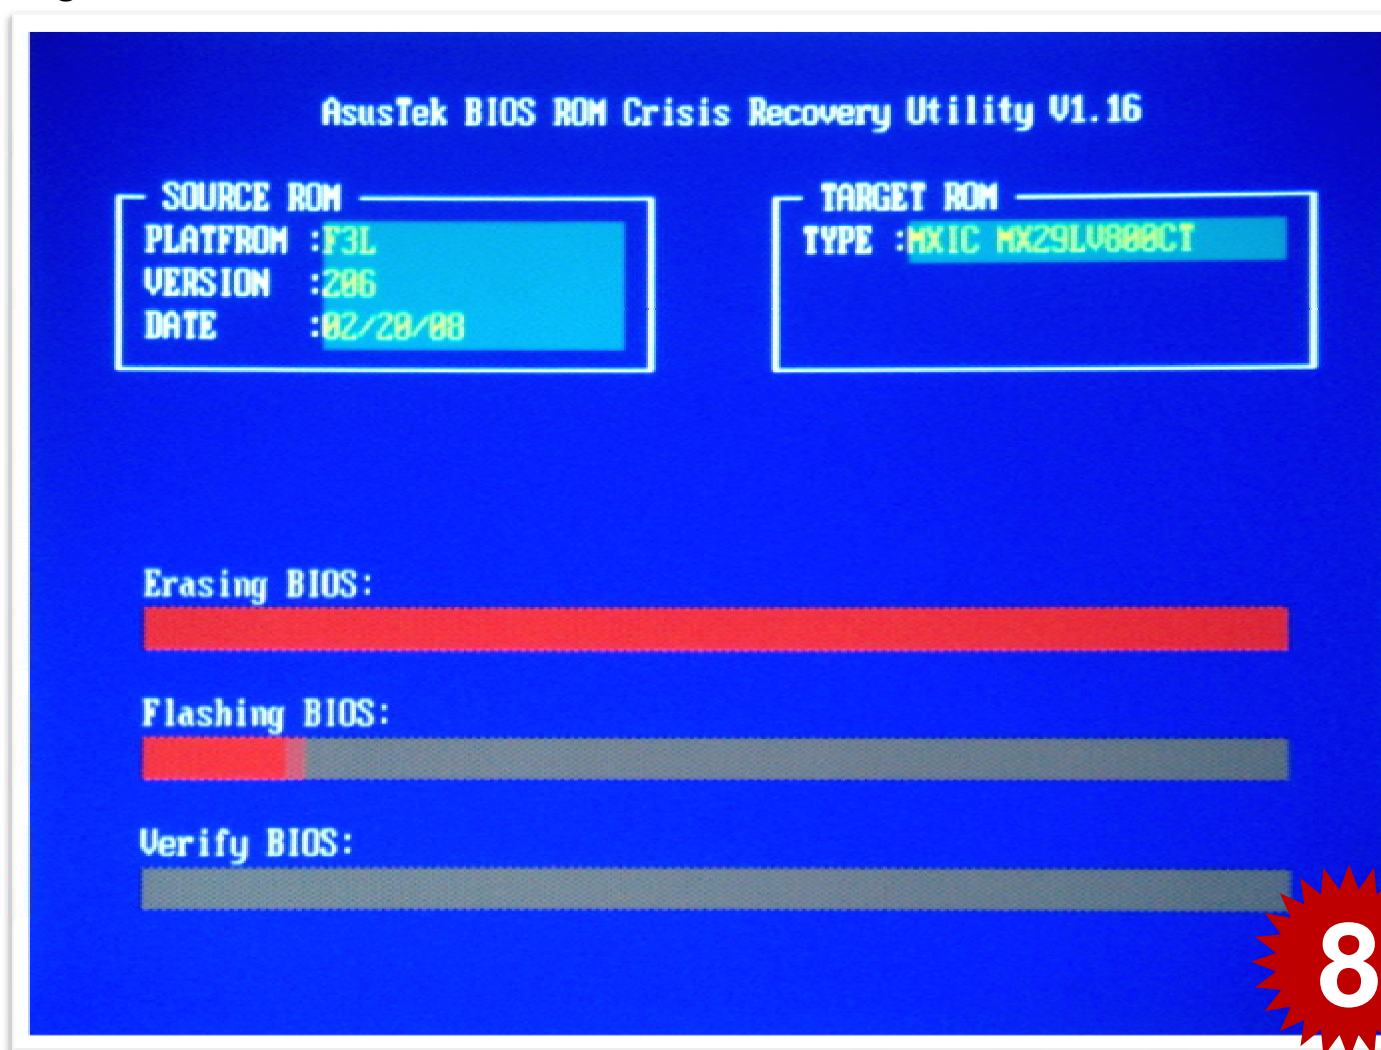 AsusTek BIOS ROM Crisis Recovery Utility V1.16
SOURCE ROM
PLATFROM :F3L
VERSION :206
DATE :02/20/08
TARGET ROM
TYPE :MXIC MX29LV800CT
Erasing BIOS:
Flashing BIOS:
Verify BIOS:
8